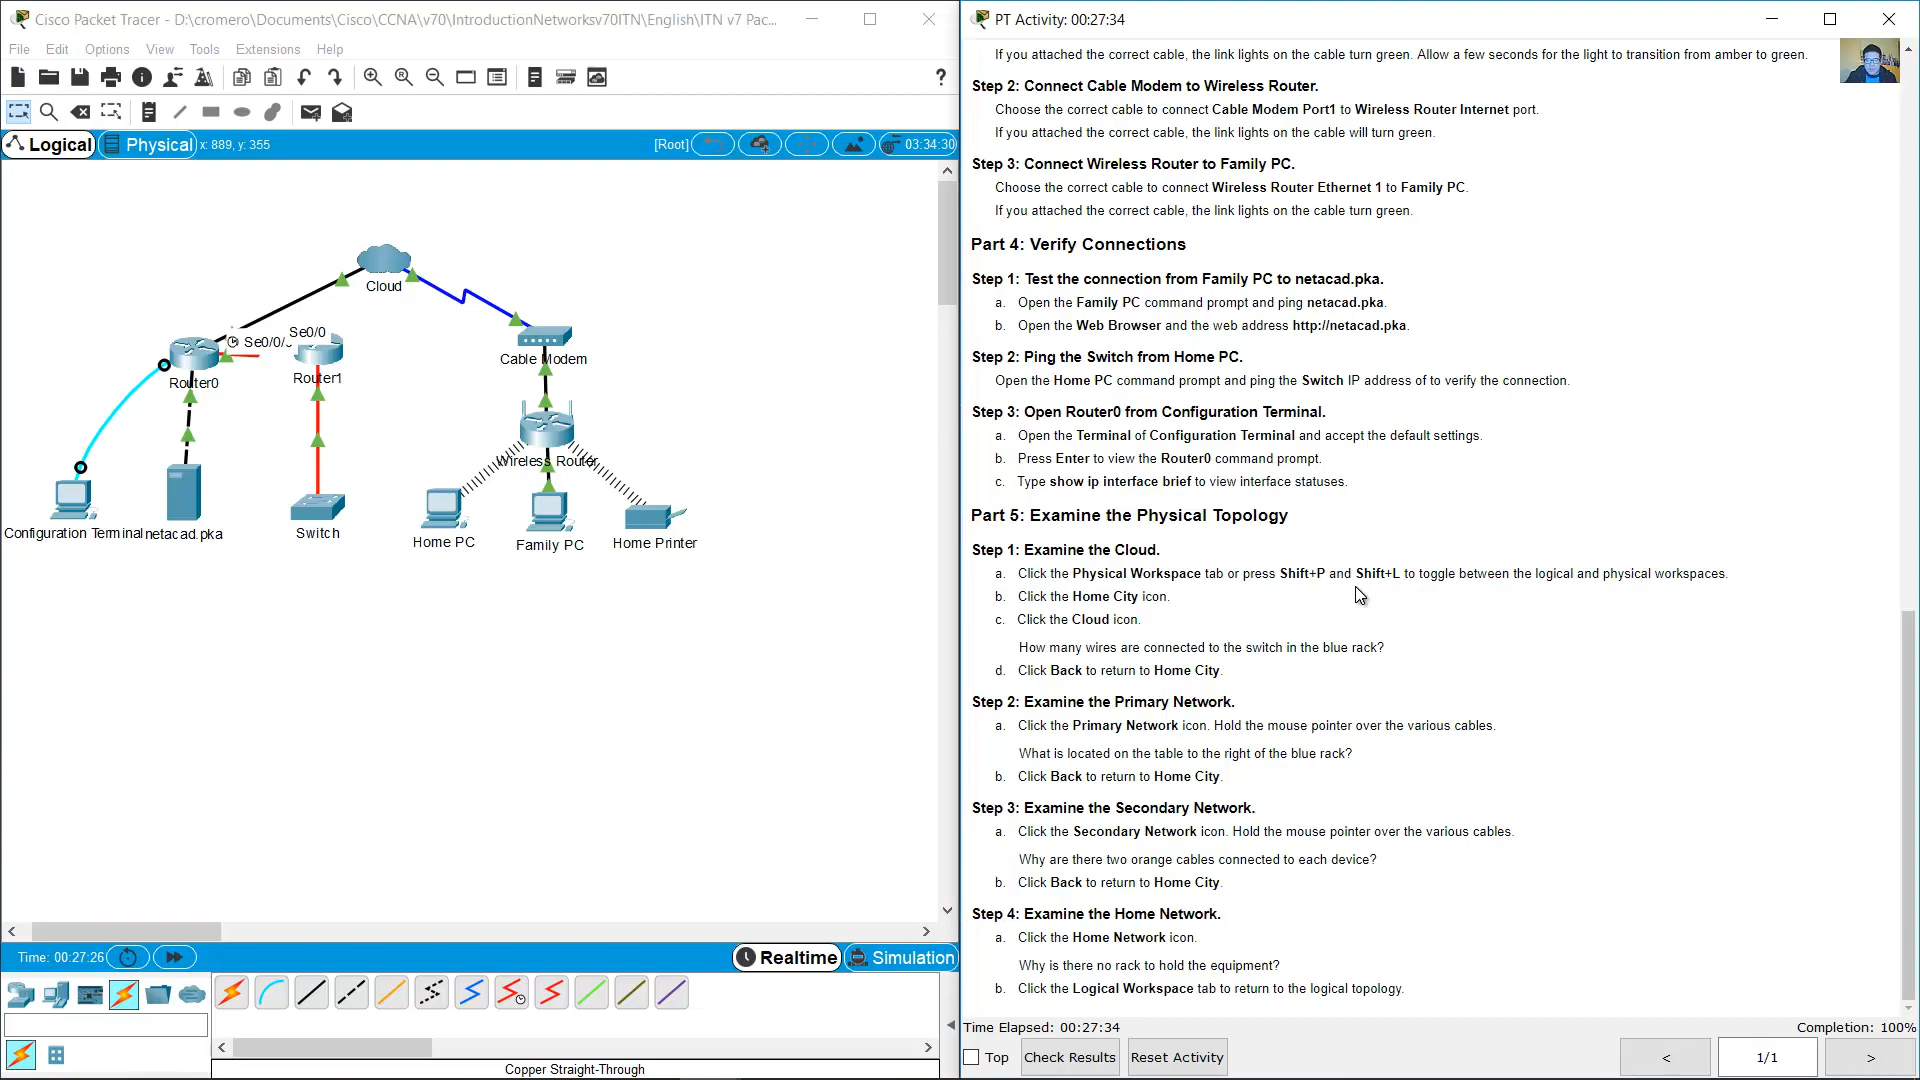 Cisco Packet Tracer - D:\cromero\Documents\Cisco\CCNA\v70\IntroductionNetworksv70ITN\English\ITN v7 Pac...
File Edit Options View Tools Extensions Help
?
Logical Physical x: 889, y: 355 [Root] 03:34:30
Cloud
Se0/0
Se0/0/
Router0
Router1
Cable Modem
Wireless Router
Configuration Terminal
netacad.pka
Switch
Home PC
Family PC
Home Printer
Time: 00:27:26
Realtime Simulation
Copper Straight-Through
PT Activity: 00:27:34
If you attached the correct cable, the link lights on the cable turn green. Allow a few seconds for the light to transition from amber to green.
Step 2: Connect Cable Modem to Wireless Router.
Choose the correct cable to connect Cable Modem Port1 to Wireless Router Internet port.
If you attached the correct cable, the link lights on the cable will turn green.
Step 3: Connect Wireless Router to Family PC.
Choose the correct cable to connect Wireless Router Ethernet 1 to Family PC.
If you attached the correct cable, the link lights on the cable turn green.
Part 4: Verify Connections
Step 1: Test the connection from Family PC to netacad.pka.
a. Open the Family PC command prompt and ping netacad.pka.
b. Open the Web Browser and the web address http://netacad.pka.
Step 2: Ping the Switch from Home PC.
Open the Home PC command prompt and ping the Switch IP address of to verify the connection.
Step 3: Open Router0 from Configuration Terminal.
a. Open the Terminal of Configuration Terminal and accept the default settings.
b. Press Enter to view the Router0 command prompt.
c. Type show ip interface brief to view interface statuses.
Part 5: Examine the Physical Topology
Step 1: Examine the Cloud.
a. Click the Physical Workspace tab or press Shift+P and Shift+L to toggle between the logical and physical workspaces.
b. Click the Home City icon.
c. Click the Cloud icon.
How many wires are connected to the switch in the blue rack?
d. Click Back to return to Home City.
Step 2: Examine the Primary Network.
a. Click the Primary Network icon. Hold the mouse pointer over the various cables.
What is located on the table to the right of the blue rack?
b. Click Back to return to Home City.
Step 3: Examine the Secondary Network.
a. Click the Secondary Network icon. Hold the mouse pointer over the various cables.
Why are there two orange cables connected to each device?
b. Click Back to return to Home City.
Step 4: Examine the Home Network.
a. Click the Home Network icon.
Why is there no rack to hold the equipment?
b. Click the Logical Workspace tab to return to the logical topology.
Time Elapsed: 00:27:34 Completion: 100%
Top Check Results Reset Activity < 1/1 >